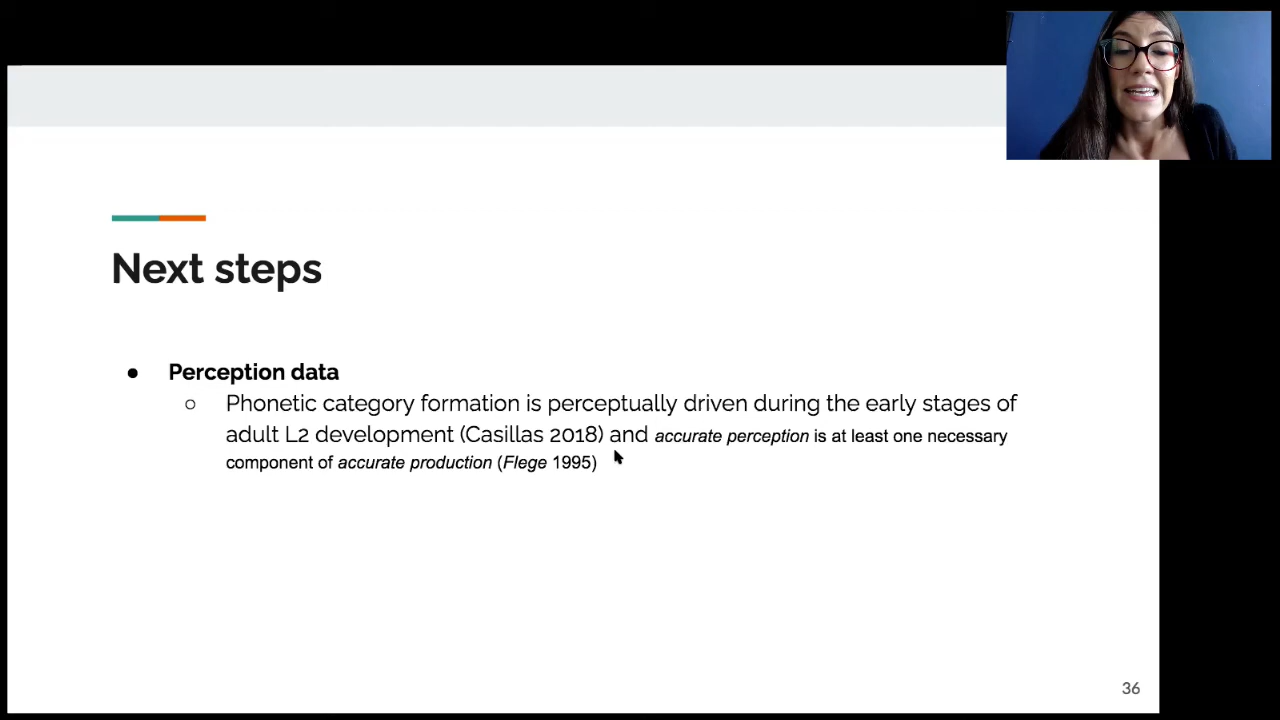 Next steps
● Perception data
○ Phonetic category formation is perceptually driven during the early stages of
adult L2 development (Casillas 2018) and accurate perception is at least one necessary
component of accurate production (Flege 1995)
36